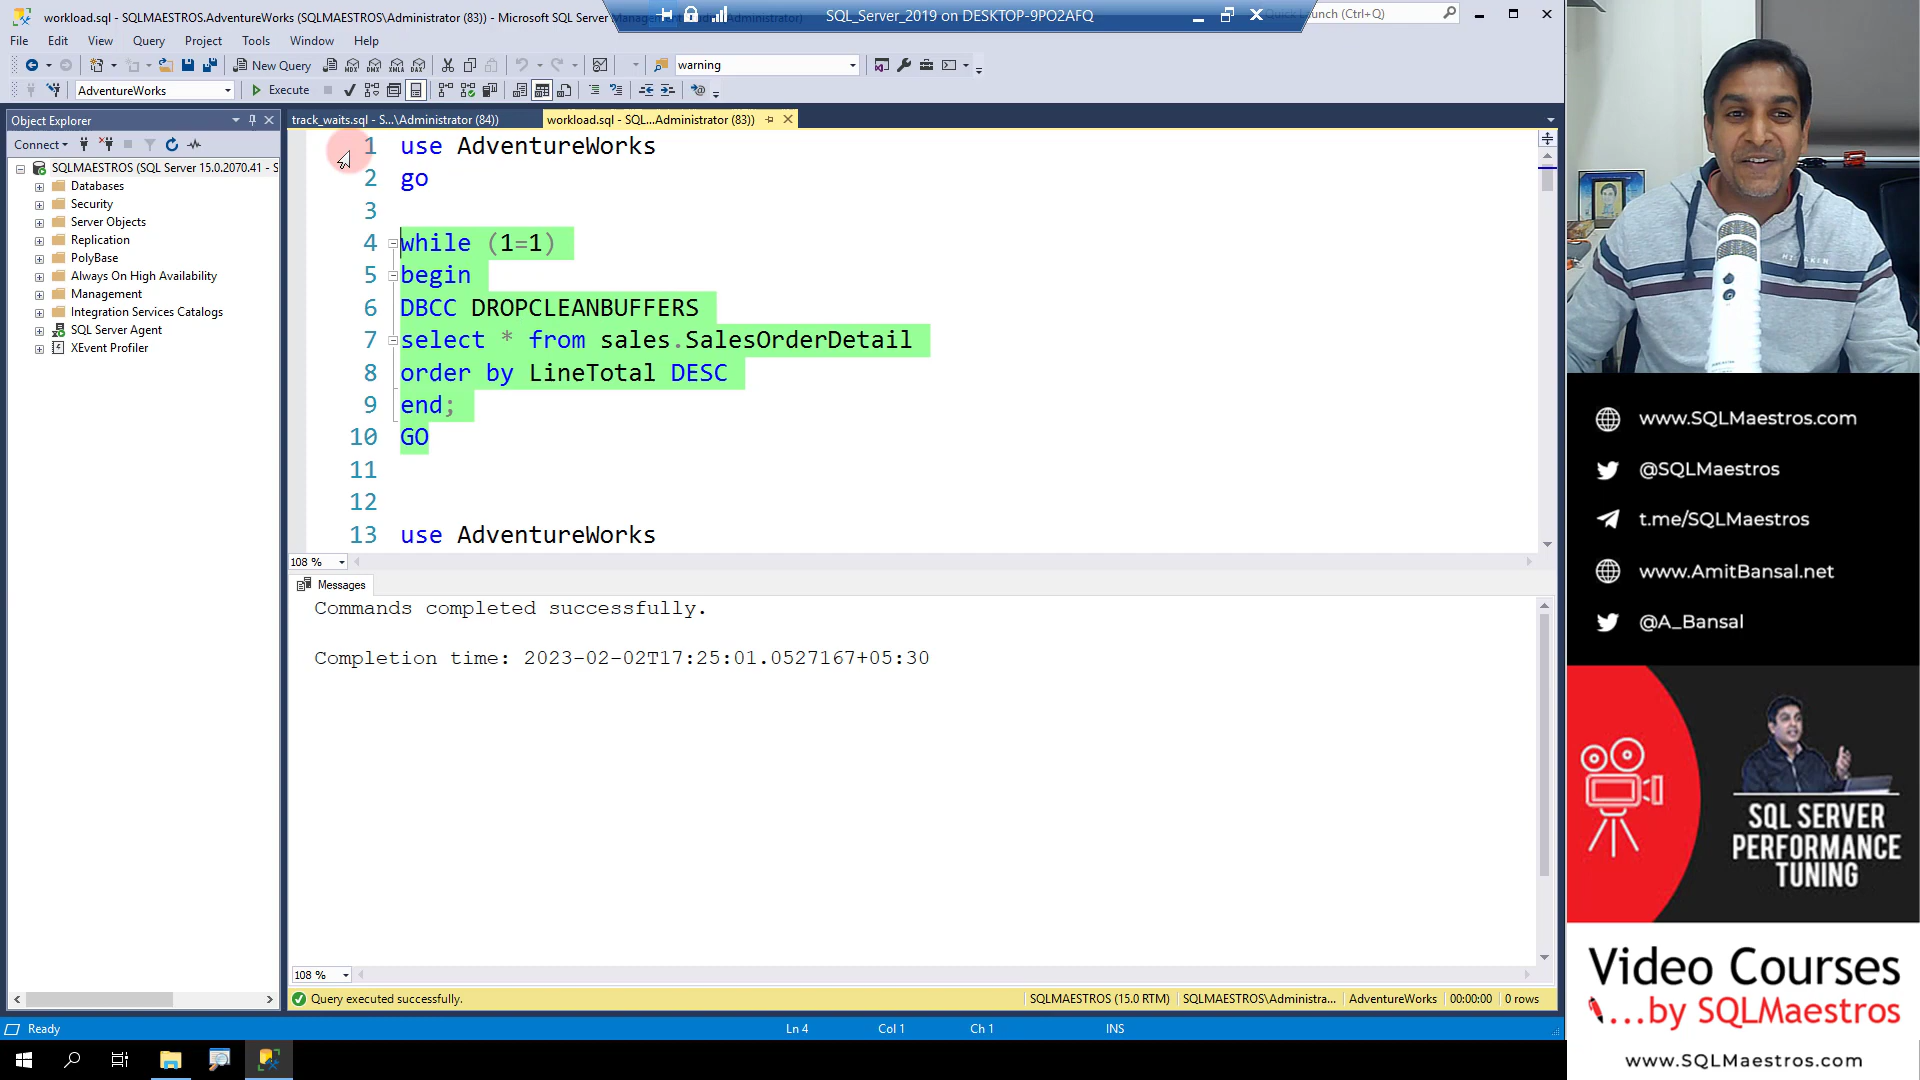 workload.sql - SQLMAESTROS.AdventureWorks (SQLMAESTROS\Administrator (83)) - Microsoft SQL Server
SQL_Server_2019 on DESKTOP-9PO2AFQ
Quick Launch (Ctrl+Q)
File Edit View Query Project Tools Window Help
New Query
MDX DMX XMLA DAX
warning
AdventureWorks
Execute
Object Explorer
track_waits.sql - S...\Administrator (84))
workload.sql - SQL...Administrator (83))
Connect
SQLMAESTROS (SQL Server 15.0.2070.41 - S
Databases
Security
Server Objects
Replication
PolyBase
Always On High Availability
Management
Integration Services Catalogs
SQL Server Agent
XEvent Profiler
1 use AdventureWorks
2 go
3
4 while (1=1)
5 begin
6 DBCC DROPCLEANBUFFERS
7 select * from sales.SalesOrderDetail
8 order by LineTotal DESC
9 end;
10 GO
11
12
13 use AdventureWorks
108 %
Messages
Commands completed successfully.
Completion time: 2023-02-02T17:25:01.0527167+05:30
108 %
Query executed successfully.
SQLMAESTROS (15.0 RTM) SQLMAESTROS\Administra... AdventureWorks 00:00:00 0 rows
Ready
Ln 4 Col 1 Ch 1 INS
www.SQLMaestros.com
@SQLMaestros
t.me/SQLMaestros
www.AmitBansal.net
@A_Bansal
SQL SERVER
PERFORMANCE
TUNING
Video Courses
...by SQLMaestros
www.SQLMaestros.com